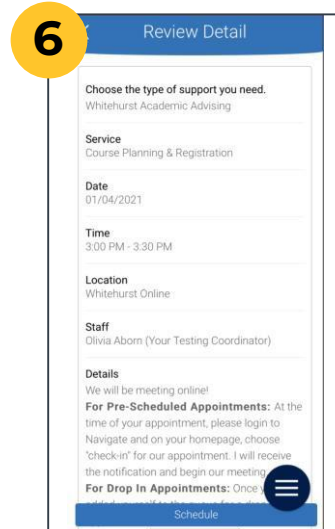 6
Review Detail
Choose the type of support you need.
Whitehurst Academic Advising
Service
Course Planning & Registration
Date
01/04/2021
Time
3:00 PM - 3:30 PM
Location
Whitehurst Online
Staff
Olivia Aborn (Your Testing Coordinator)
Details
We will be meeting online!
For Pre-Scheduled Appointments: At the
time of your appointment, please login to
Navigate and on your homepage, choose
"check-in" for our appointment. I will receive
the notification and begin our meeting
For Drop In Appointments: Once
Schedule